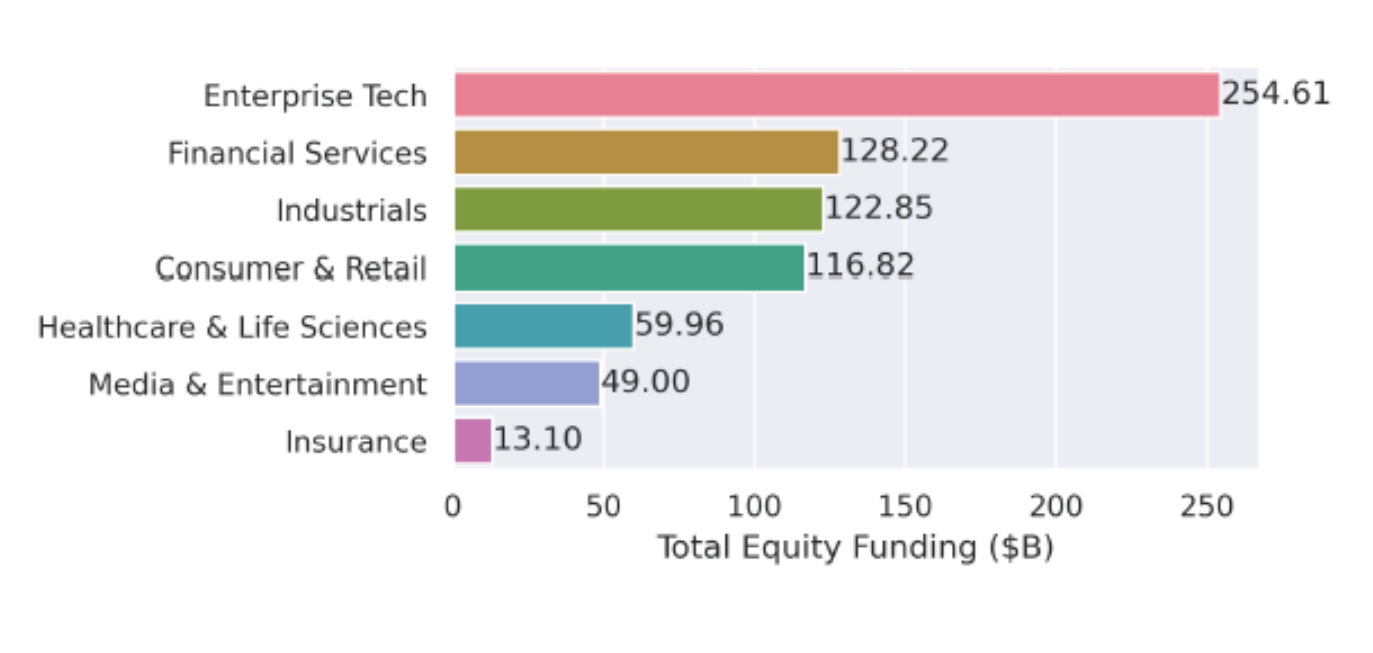 Enterprise Tech 254.61
Financial Services 128.22
Industrials 122.85
Consumer & Retail 116.82
Healthcare & Life Sciences 59.96
Media & Entertainment 49.00
Insurance 13.10
0 50 100 150 200 250
Total Equity Funding ($B)